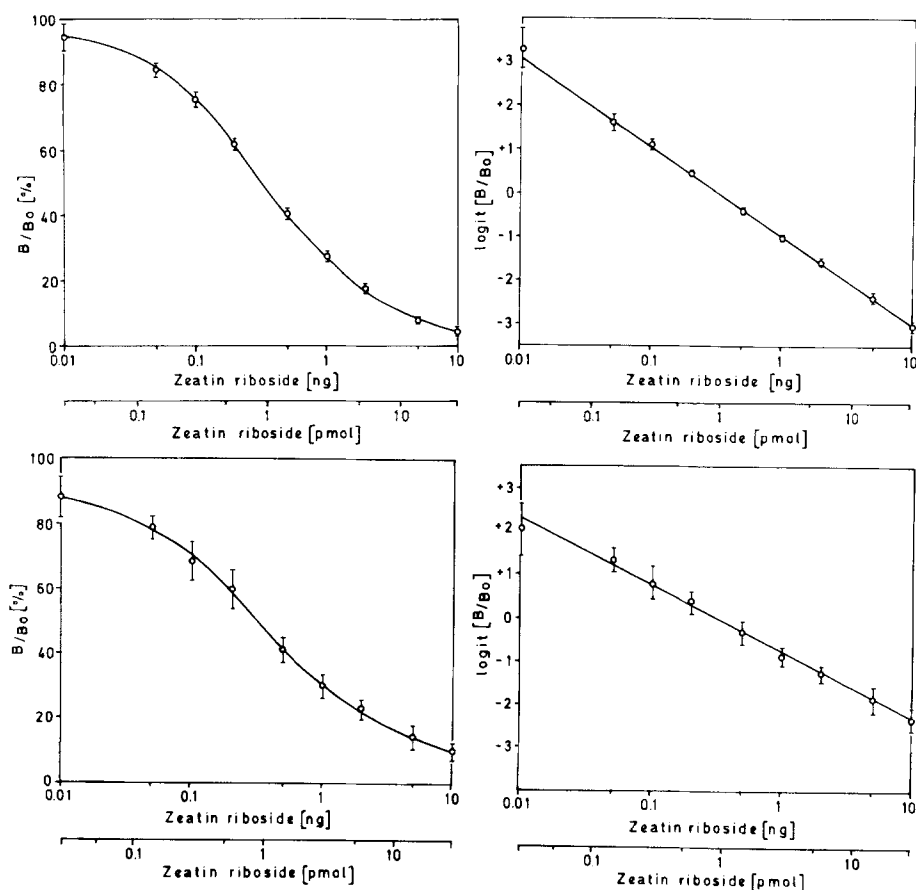 100
80
60
40
20
0
B/Bo [%]
0.01 0.1 1 10
Zeatin riboside [ng]
0.1 1 10
Zeatin riboside [pmol]
+3
+2
+1
0
-1
-2
-3
logit [B/Bo]
0.01 0.1 1 10
Zeatin riboside [ng]
0.1 1 10
Zeatin riboside [pmol]
100
80
60
40
20
0
B/Bo [%]
0.01 0.1 1 10
Zeatin riboside [ng]
0.1 1 10
Zeatin riboside [pmol]
+3
+2
+1
0
-1
-2
-3
logit [B/Bo]
0.01 0.1 1 10
Zeatin riboside [ng]
0.1 1 10
Zeatin riboside [pmol]